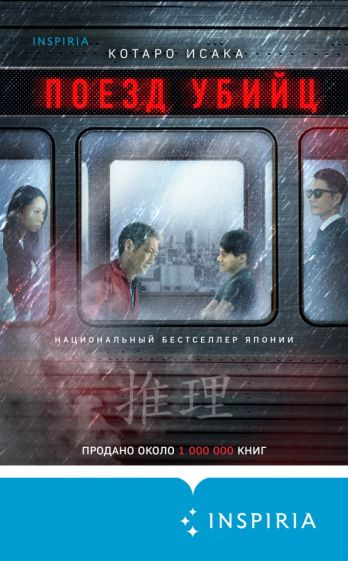 INSPIRIA
КОТАРО ИСАКА
ПОЕЗД УБИЙЦ
НАЦИОНАЛЬНЫЙ БЕСТСЕЛЛЕР ЯПОНИИ
推理
ПРОДАНО ОКОЛО 1 000 000 КНИГ
INSPIRIA